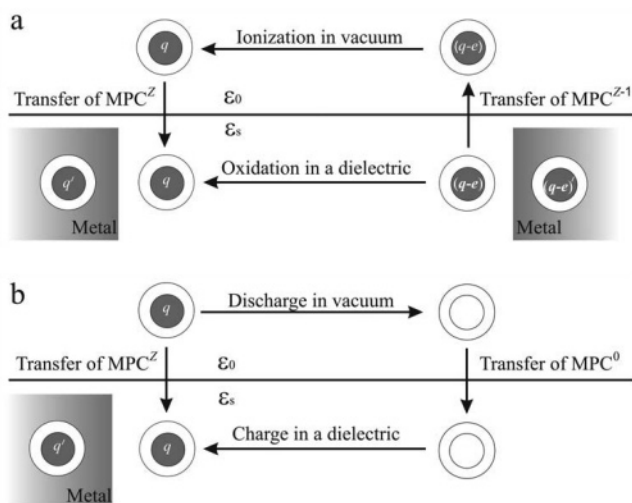 a
Ionization in vacuum
q
(q-e)
Transfer of MPC^Z
ε₀
Transfer of MPC^{Z-1}
εₛ
Oxidation in a dielectric
q'
q
(q-e)
(q-e)'
Metal
Metal
b
Discharge in vacuum
q
Transfer of MPC^Z
ε₀
Transfer of MPC^0
εₛ
Charge in a dielectric
q'
q
Metal